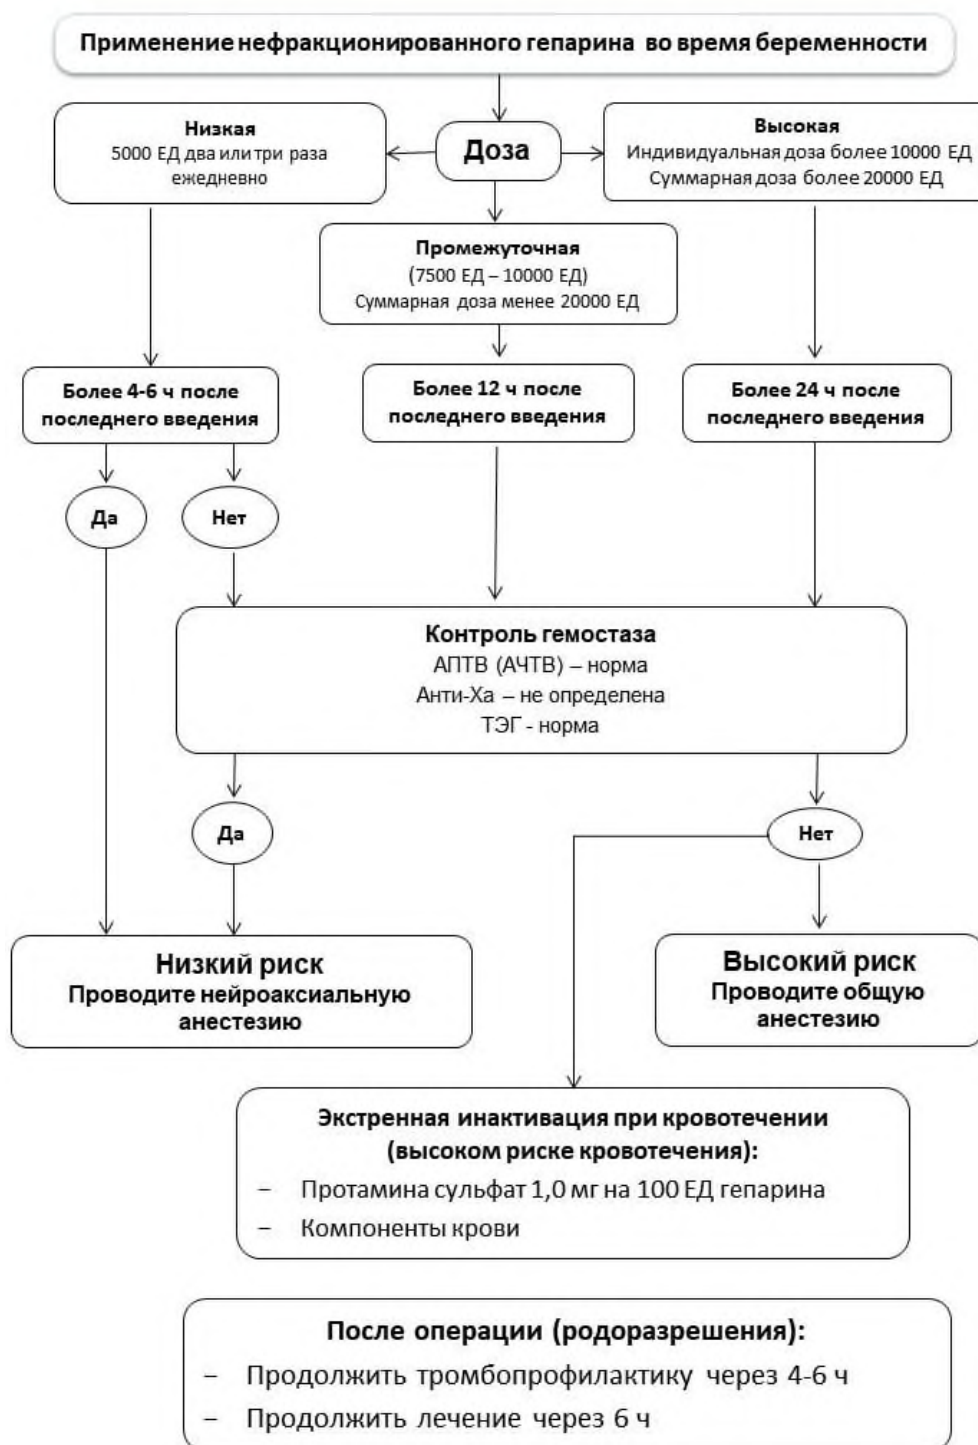 Применение нефракционированного гепарина во время беременности
Низкая
5000 ЕД два или три раза
ежедневно
Доза
Высокая
Индивидуальная доза более 10000 ЕД
Суммарная доза более 20000 ЕД
Промежуточная
(7500 ЕД – 10000 ЕД)
Суммарная доза менее 20000 ЕД
Более 4-6 ч после
последнего введения
Более 12 ч после
последнего введения
Более 24 ч после
последнего введения
Да
Нет
Контроль гемостаза
АПТВ (АЧТВ) – норма
Анти-Ха – не определена
ТЭГ - норма
Да
Нет
Низкий риск
Проводите нейроаксиальную
анестезию
Высокий риск
Проводите общую
анестезию
Экстренная инактивация при кровотечении
(высоком риске кровотечения):
– Протамина сульфат 1,0 мг на 100 ЕД гепарина
– Компоненты крови
После операции (родоразрешения):
– Продолжить тромбопрофилактику через 4-6 ч
– Продолжить лечение через 6 ч